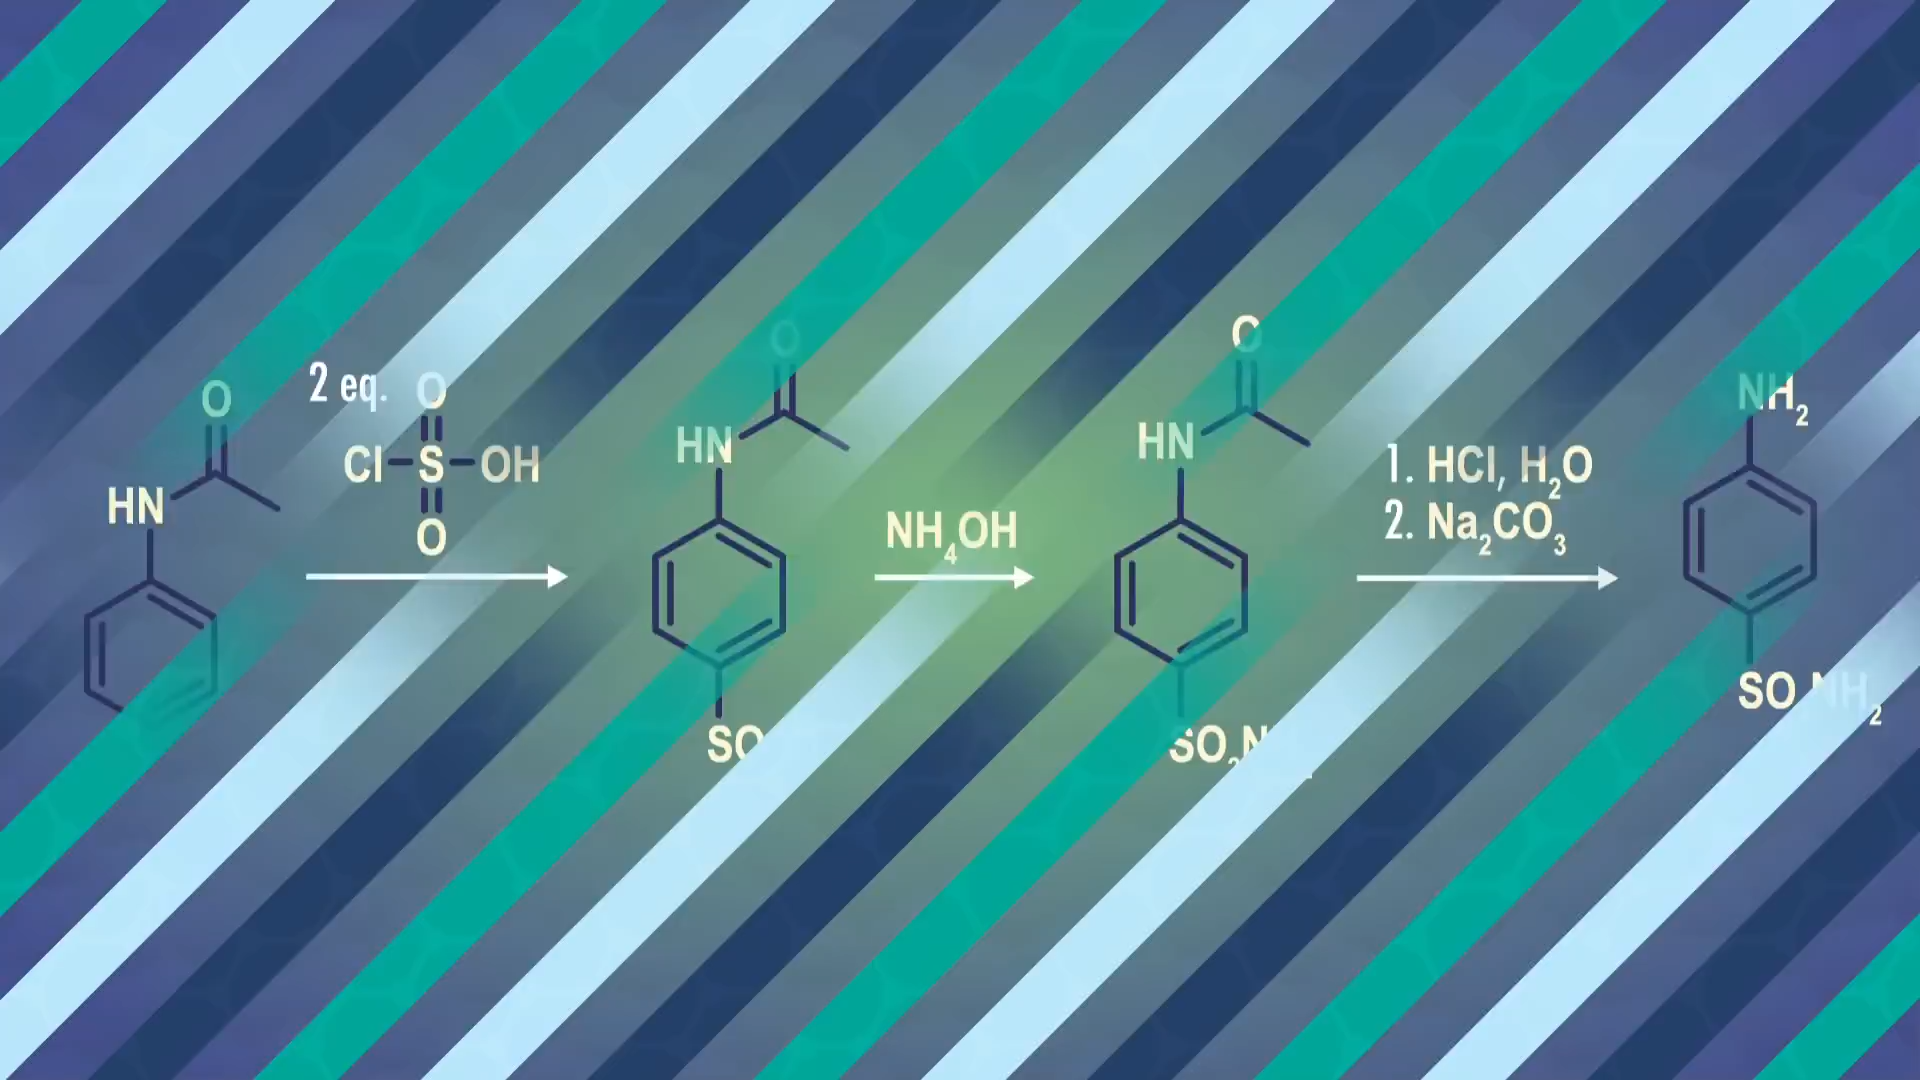 O
HN
2 eq.
O
Cl S OH
O
O
HN
SO
NH₄OH
O
HN
SO₂N
1. HCl, H₂O
2. Na₂CO₃
NH₂
SO NH₂